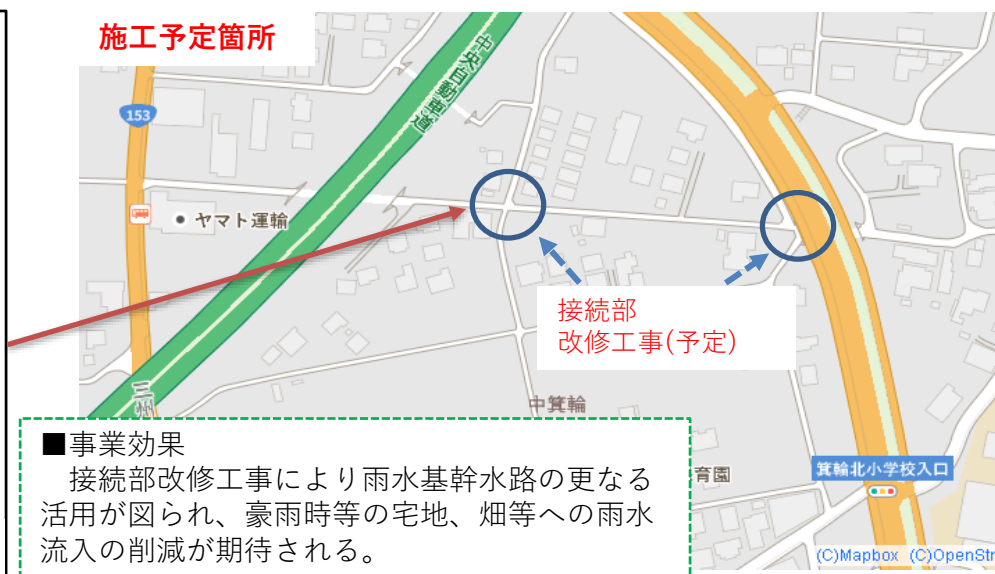 施工予定箇所
中央自動車道
153
ヤマト運輸
接続部
改修工事(予定)
三州
中箕輪
■事業効果
接続部改修工事により雨水基幹水路の更なる
活用が図られ、豪雨時等の宅地、畑等への雨水
流入の削減が期待される。
育園
箕輪北小学校入口
(C)Mapbox (C)OpenStr